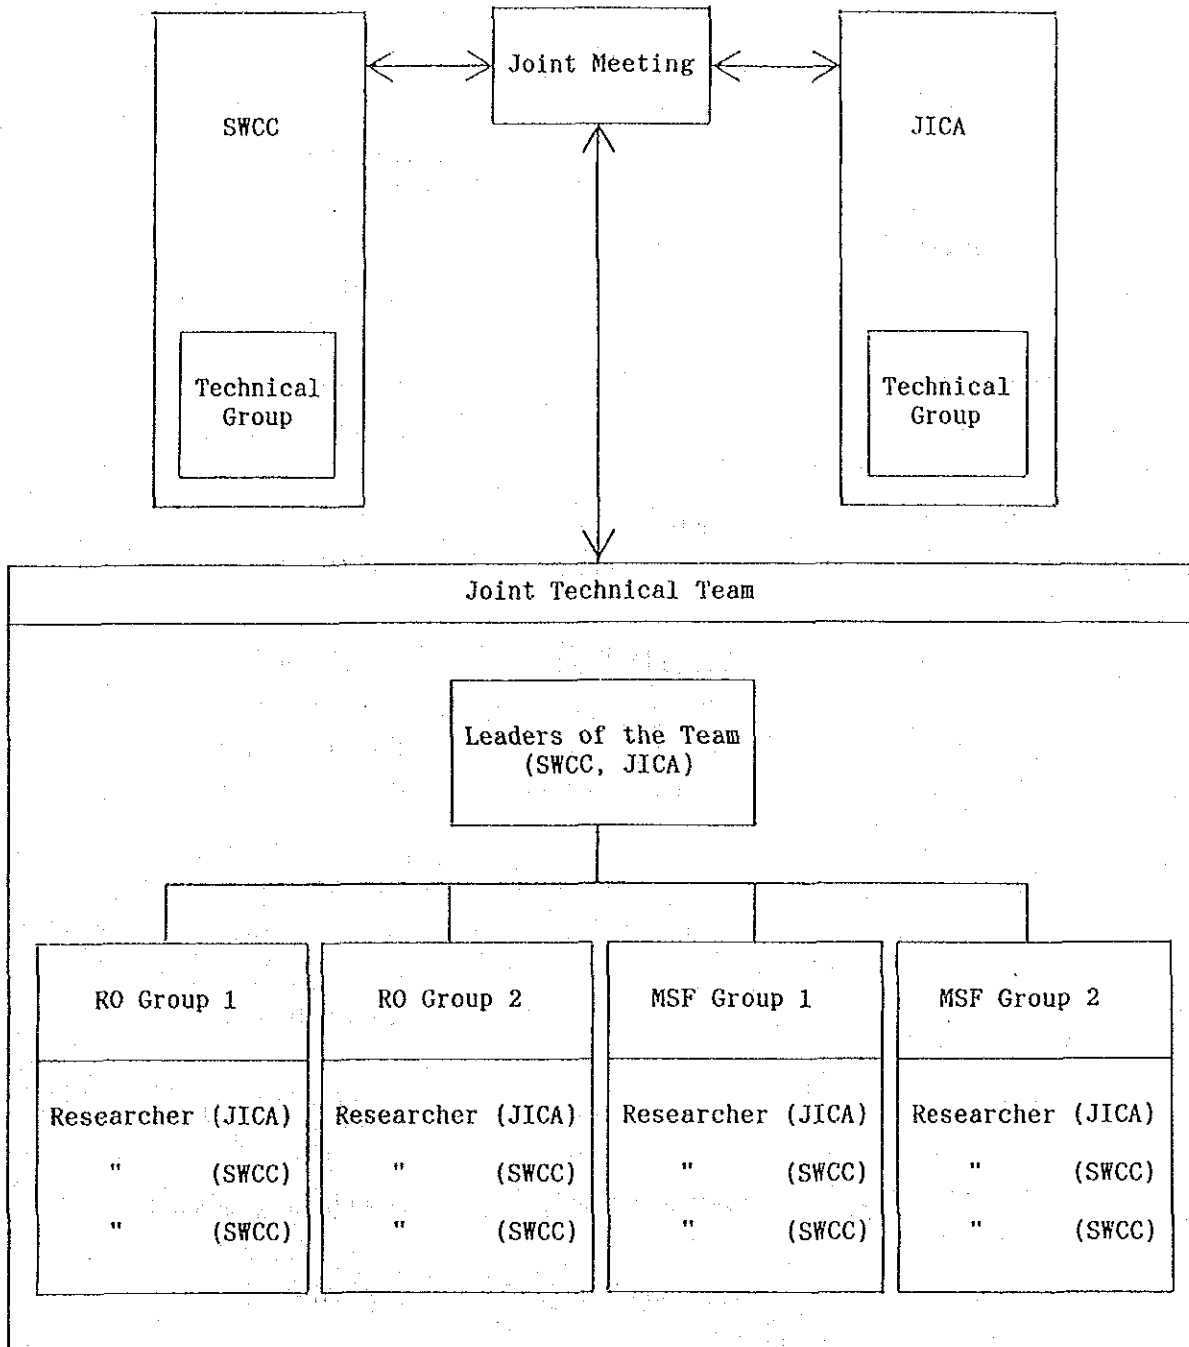 Joint Meeting
SWCC
JICA
Technical
Group
Technical
Group
Joint Technical Team
Leaders of the Team
(SWCC, JICA)
RO Group 1
RO Group 2
MSF Group 1
MSF Group 2
Researcher (JICA)
" (SWCC)
" (SWCC)
Researcher (JICA)
" (SWCC)
" (SWCC)
Researcher (JICA)
" (SWCC)
" (SWCC)
Researcher (JICA)
" (SWCC)
" (SWCC)